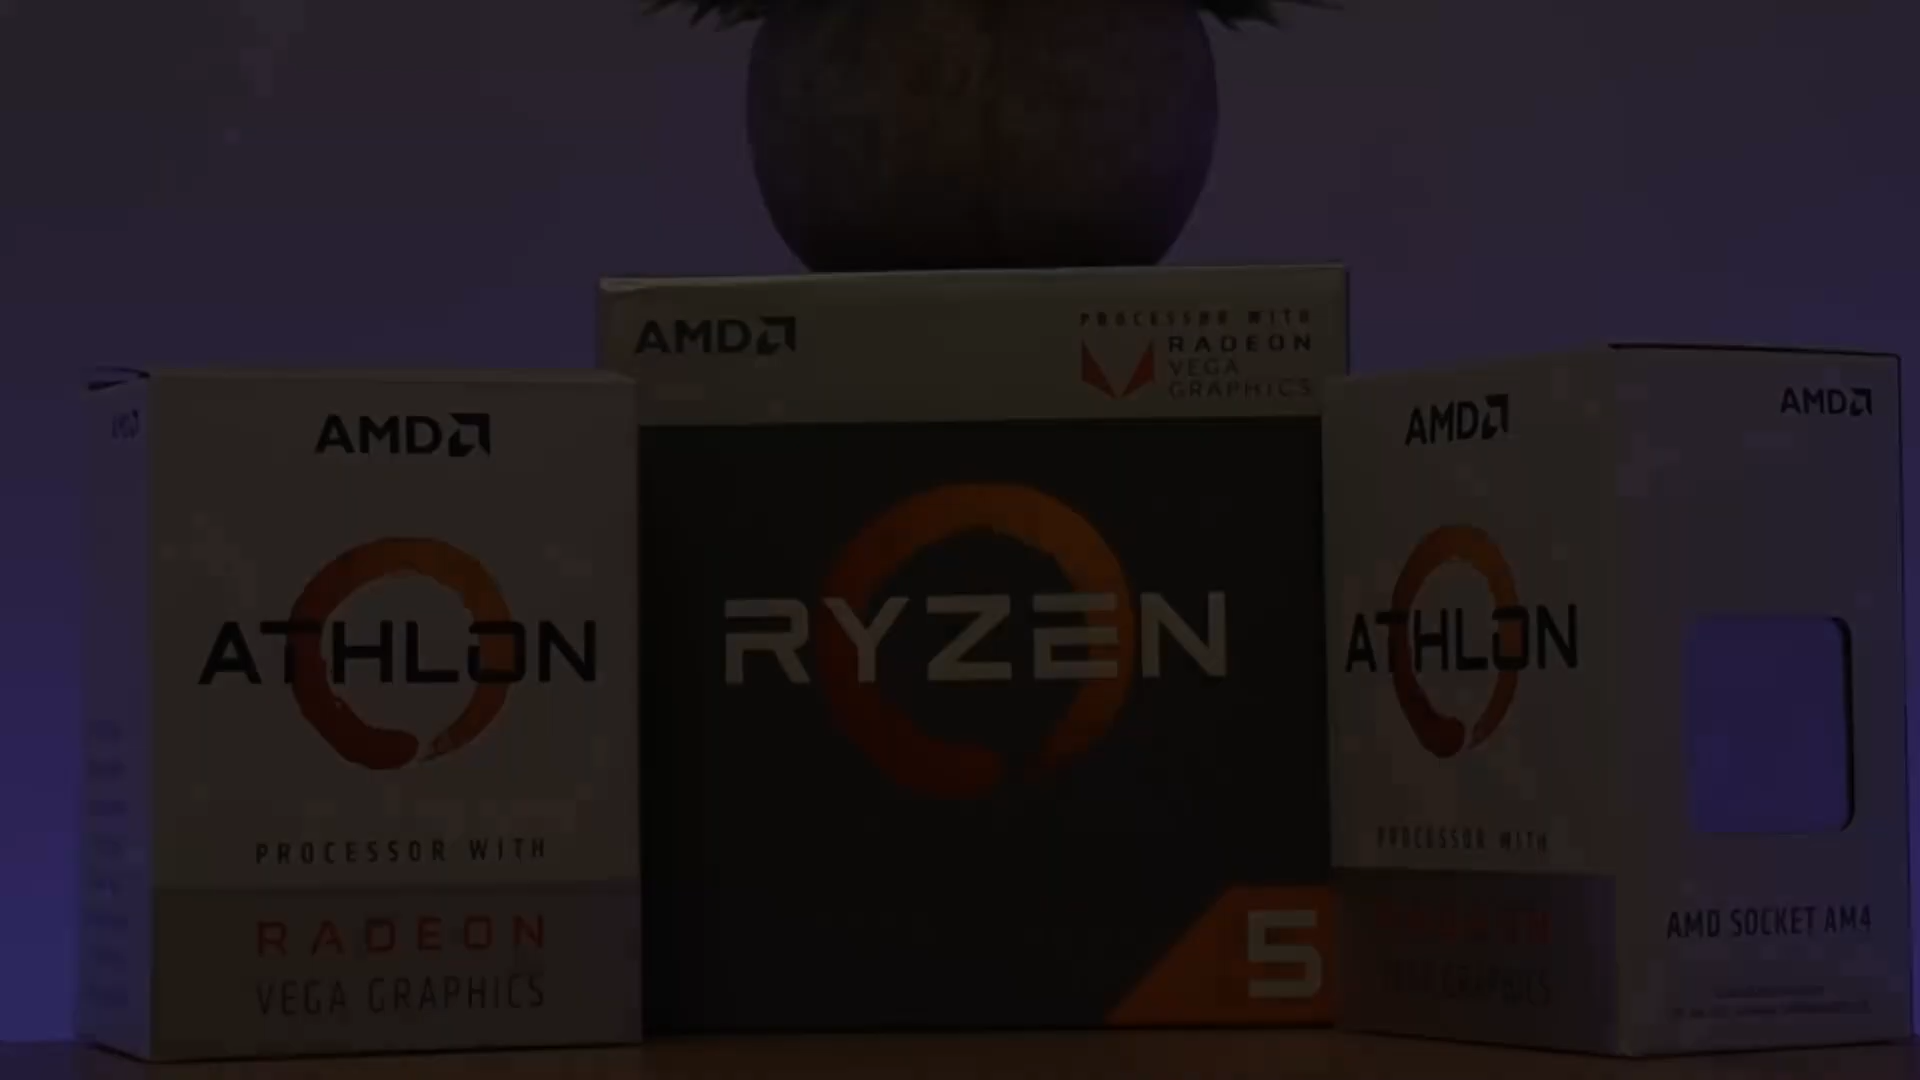 AMD
ATHLON
PROCESSOR WITH
RADEON
VEGA GRAPHICS
AMD
PROCESSOR WITH
RADEON
VEGA
GRAPHICS
RYZEN
5
AMD
ATHLON
PROCESSOR WITH
GRAPHICS
AMD
AMD SOCKET AM4